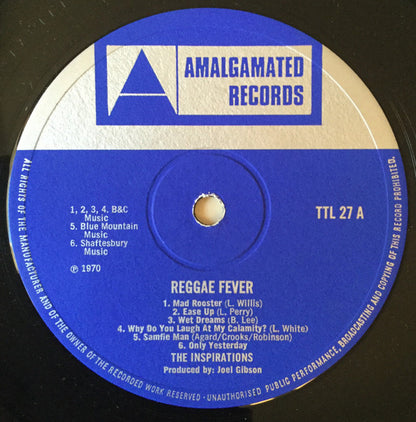 A
AMALGAMATED
RECORDS
1, 2, 3, 4. B&C
Music
5. Blue Mountain
Music
6. Shaftesbury
Music
℗ 1970
TTL 27 A
REGGAE FEVER
1. Mad Rooster (L. Willis)
2. Ease Up (L. Perry)
3. Wet Dreams (B. Lee)
4. Why Do You Laugh At My Calamity? (L. White)
5. Samfie Man (Agard/Crooks/Robinson)
6. Only Yesterday
THE INSPIRATIONS
Produced by: Joel Gibson
ALL RIGHTS OF THE MANUFACTURER AND OF THE OWNER OF THE RECORDED WORK RESERVED · UNAUTHORISED PUBLIC PERFORMANCE, BROADCASTING AND COPYING OF THIS RECORD PROHIBITED.